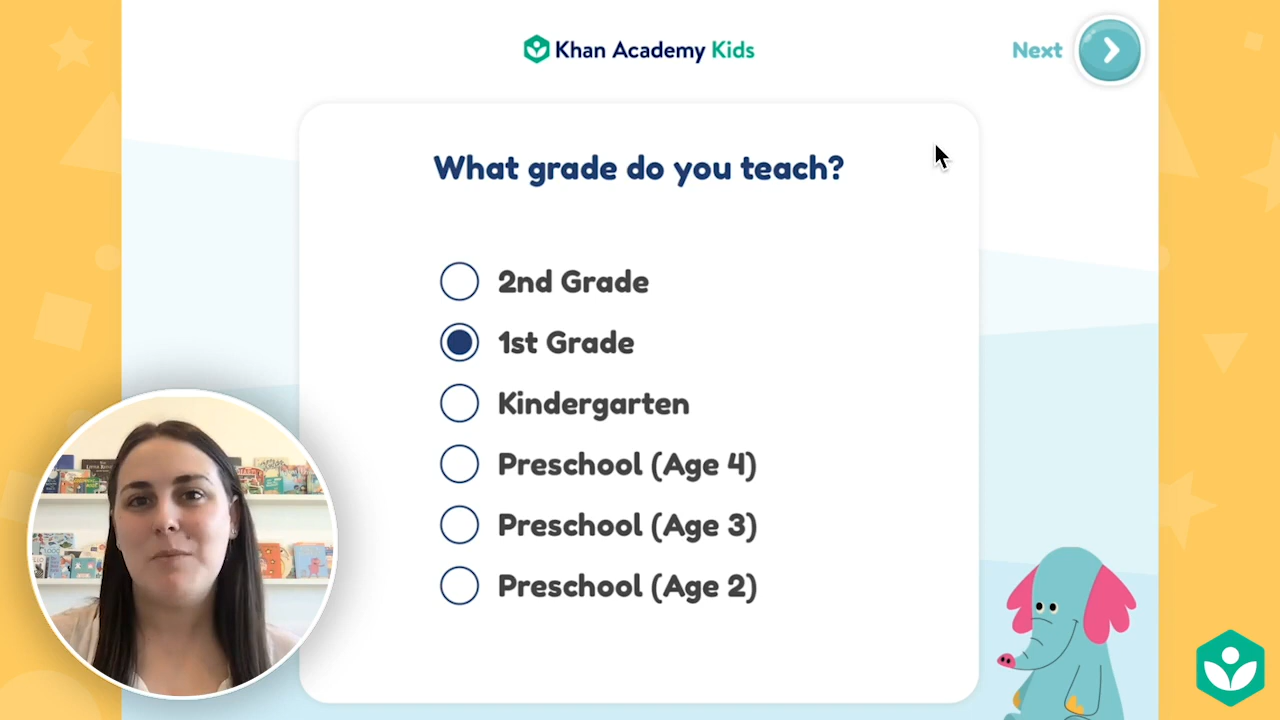 Khan Academy Kids
Next
What grade do you teach?
2nd Grade
1st Grade
Kindergarten
Preschool (Age 4)
Preschool (Age 3)
Preschool (Age 2)